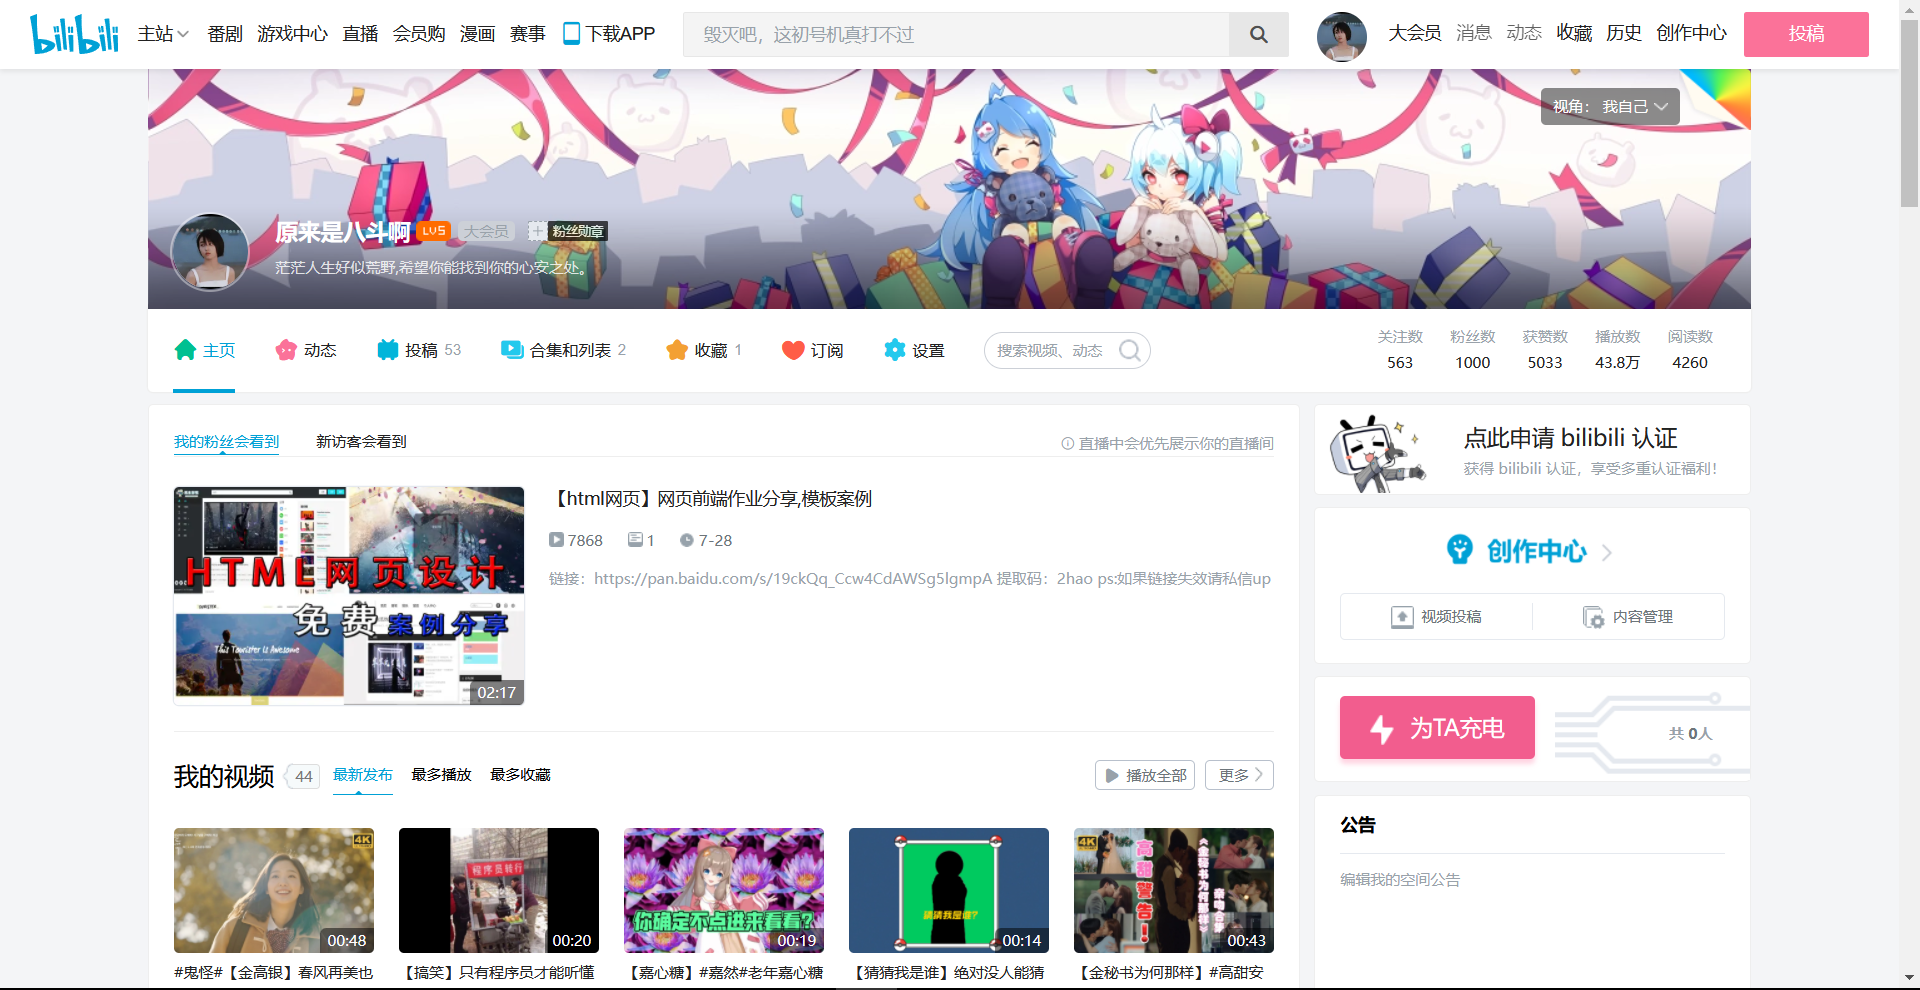 bilibili 主站 番剧 游戏中心 直播 会员购 漫画 赛事 下载APP 毁灭吧，这初号机真打不过 大会员 消息 动态 收藏 历史 创作中心 投稿
视角： 我自己
原来是八斗啊 LV5 大会员 + 粉丝勋章
茫茫人生好似荒野,希望你能找到你的心安之处。
主页 动态 投稿 53 合集和列表 2 收藏 1 订阅 设置 搜索视频、动态
关注数 粉丝数 获赞数 播放数 阅读数
563 1000 5033 43.8万 4260
我的粉丝会看到 新访客会看到 直播中会优先展示你的直播间
HTML网页设计
免费案例分享
This Tourister Is Awesome
02:17
【html网页】网页前端作业分享,模板案例
7868 1 7-28
链接：https://pan.baidu.com/s/19ckQq_Ccw4CdAWSg5lgmpA 提取码：2hao ps:如果链接失效请私信up
我的视频 44 最新发布 最多播放 最多收藏 播放全部 更多
4K
00:48
#鬼怪#【金高银】春风再美也
程序员转行
00:20
【搞笑】只有程序员才能听懂
你确定不点进来看看?
00:19
【嘉心糖】#嘉然#老年嘉心糖
猜猜我是谁?
00:14
【猜猜我是谁】绝对没人能猜
4K
高甜警告！
《金秘书为何那样》
00:43
【金秘书为何那样】#高甜安
点此申请 bilibili 认证
获得 bilibili 认证，享受多重认证福利！
创作中心
视频投稿 内容管理
为TA充电
共 0人
公告
编辑我的空间公告